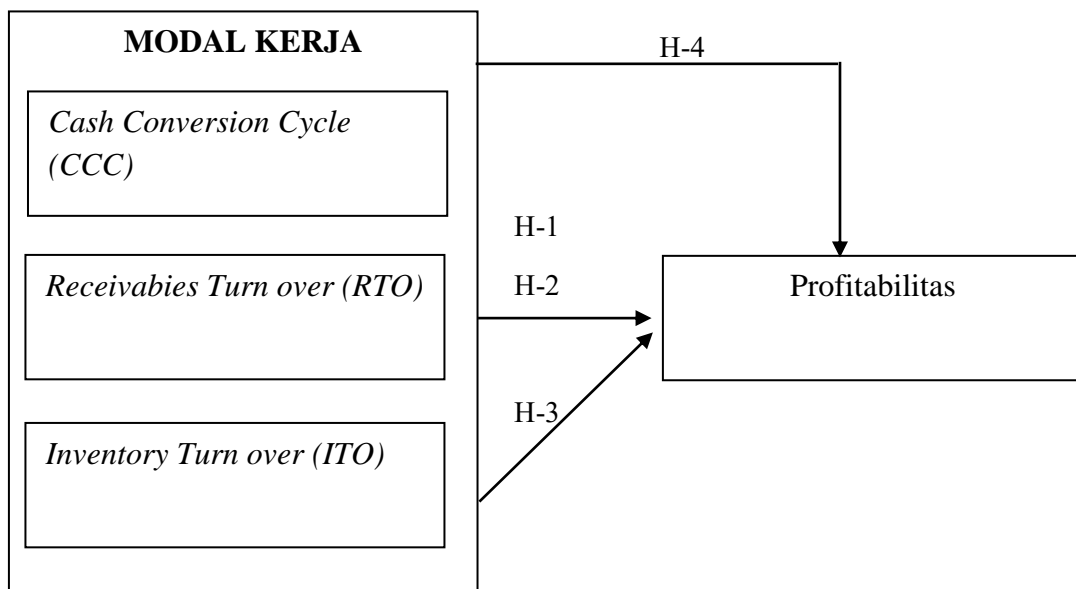 MODAL KERJA
H-4
Cash Conversion Cycle
(CCC)
H-1
Receivabies Turn over (RTO)
H-2
Profitabilitas
H-3
Inventory Turn over (ITO)